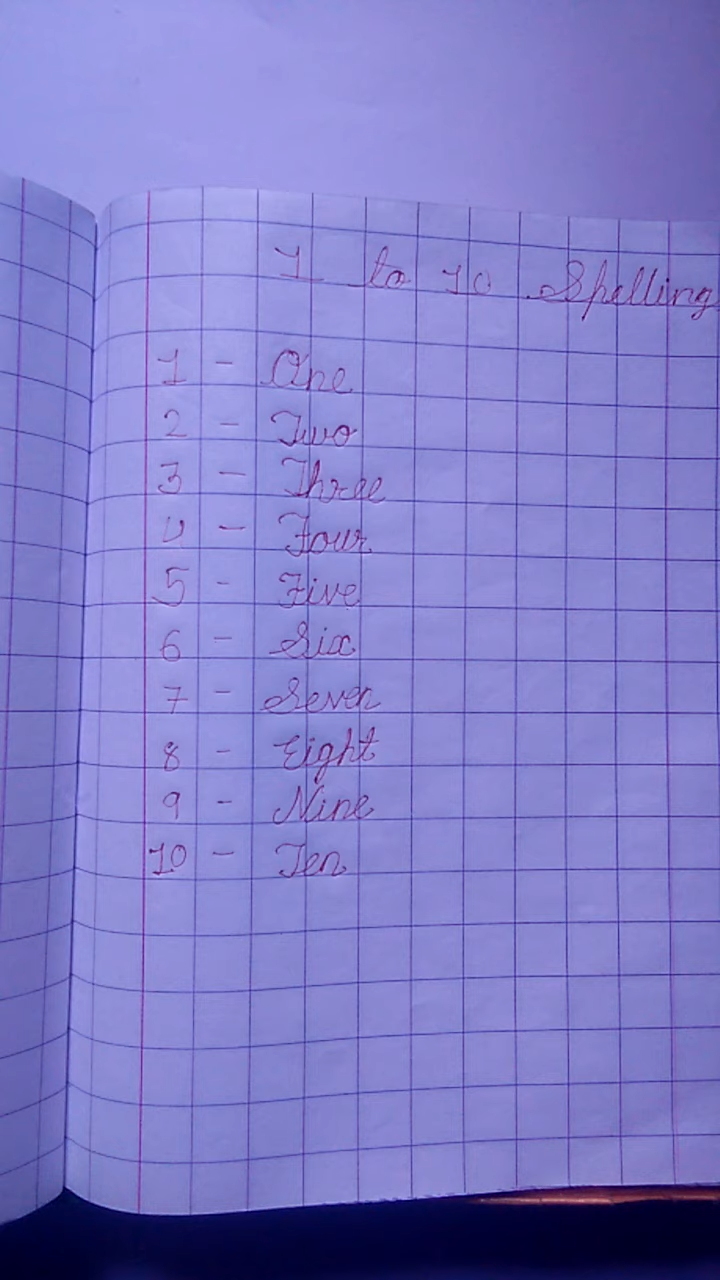 1 to 10 Spelling
1 - One
2 - Two
3 - Three
4 - Four
5 - Five
6 - Six
7 - Seven
8 - Eight
9 - Nine
10 - Ten